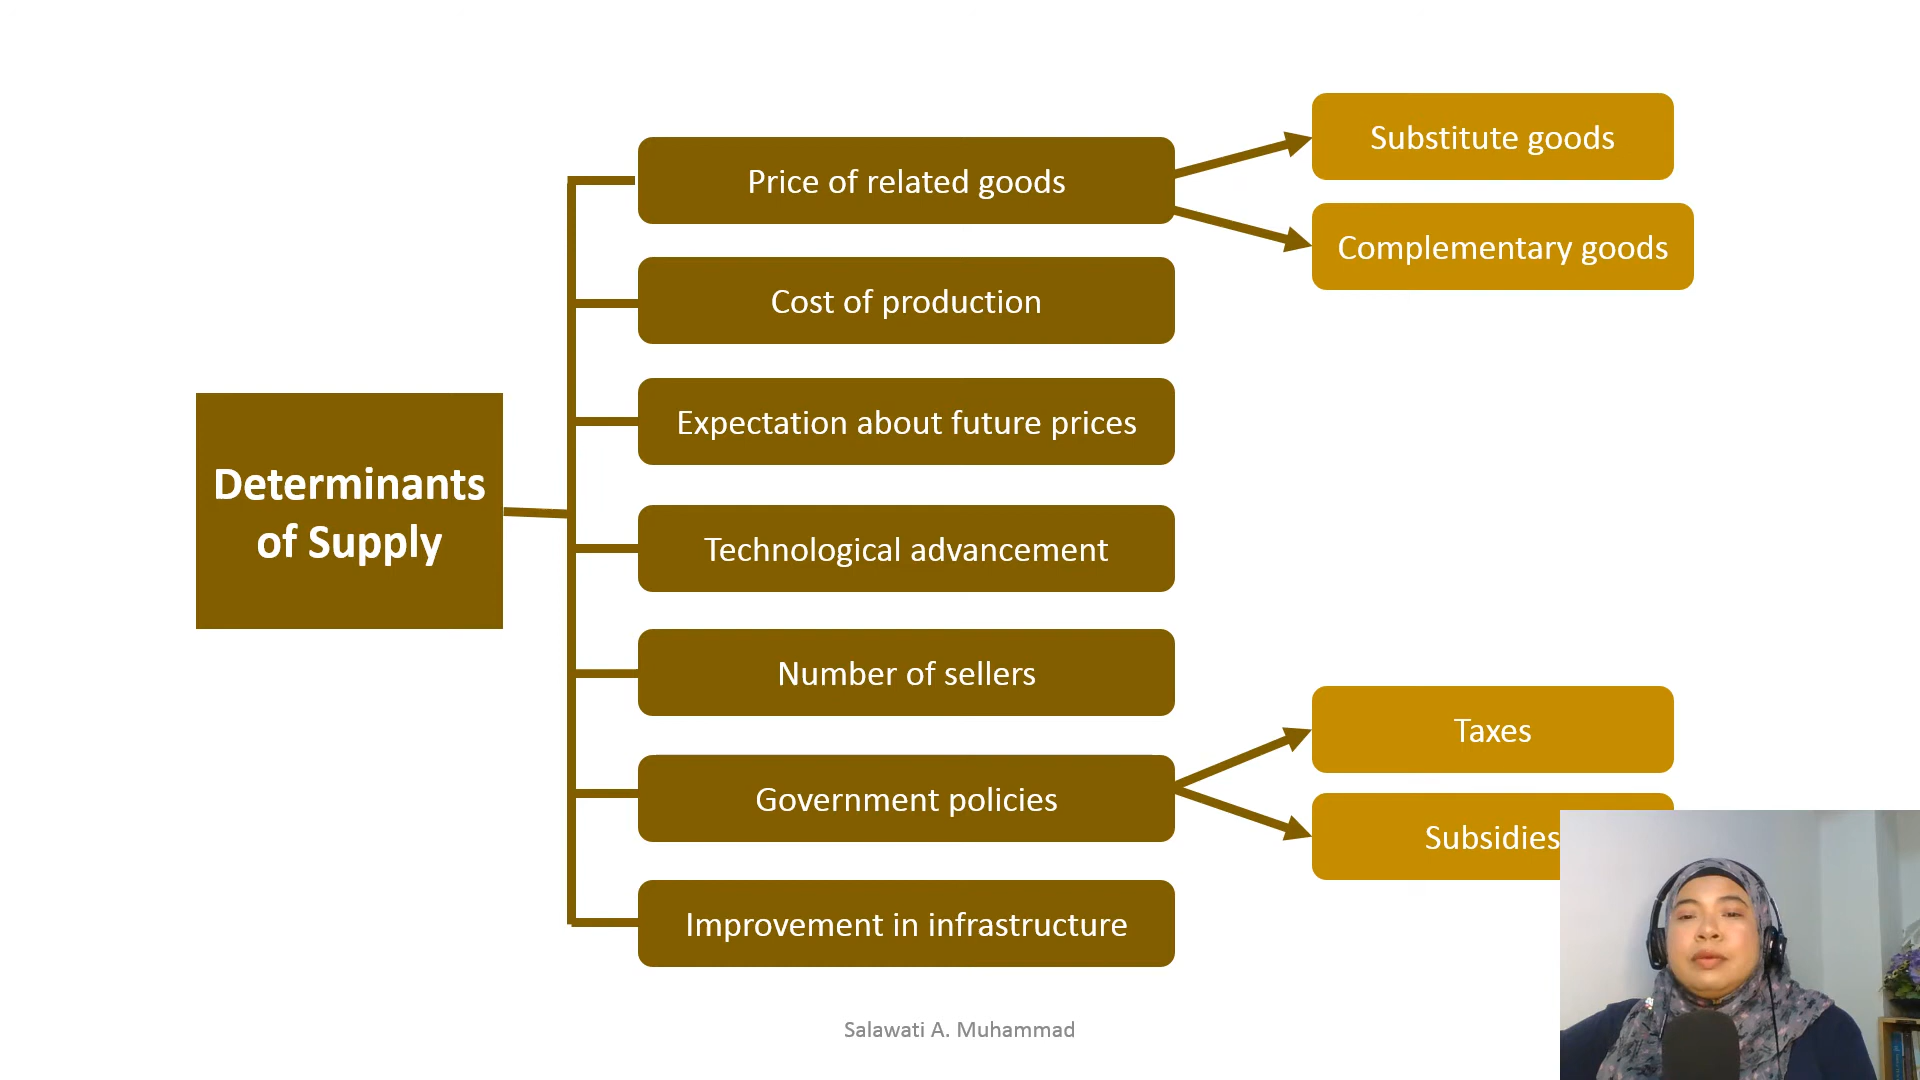 Determinants
of Supply
Price of related goods
Substitute goods
Complementary goods
Cost of production
Expectation about future prices
Technological advancement
Number of sellers
Government policies
Taxes
Subsidies
Improvement in infrastructure
Salawati A. Muhammad